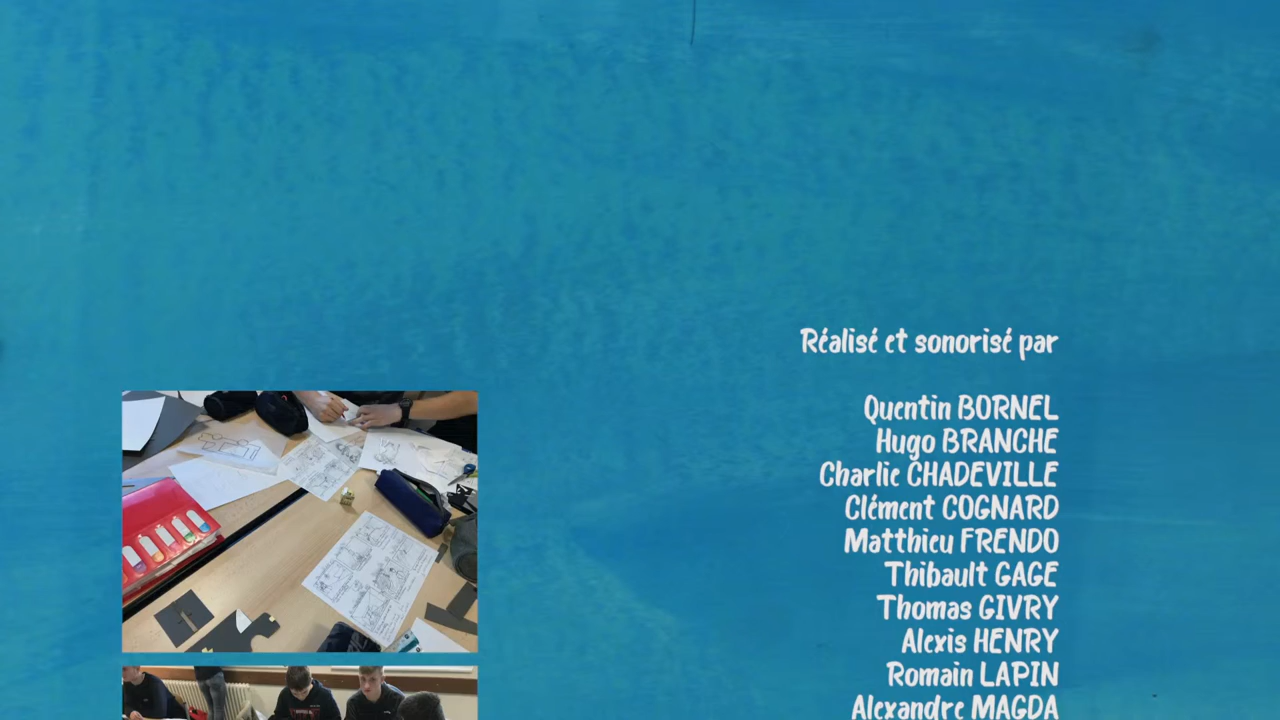 Réalisé et sonorisé par
Quentin BORNEL
Hugo BRANCHE
Charlie CHADEVILLE
Clément COGNARD
Matthieu FRENDO
Thibault GAGE
Thomas GIVRY
Alexis HENRY
Romain LAPIN
Alexandre MAGDA